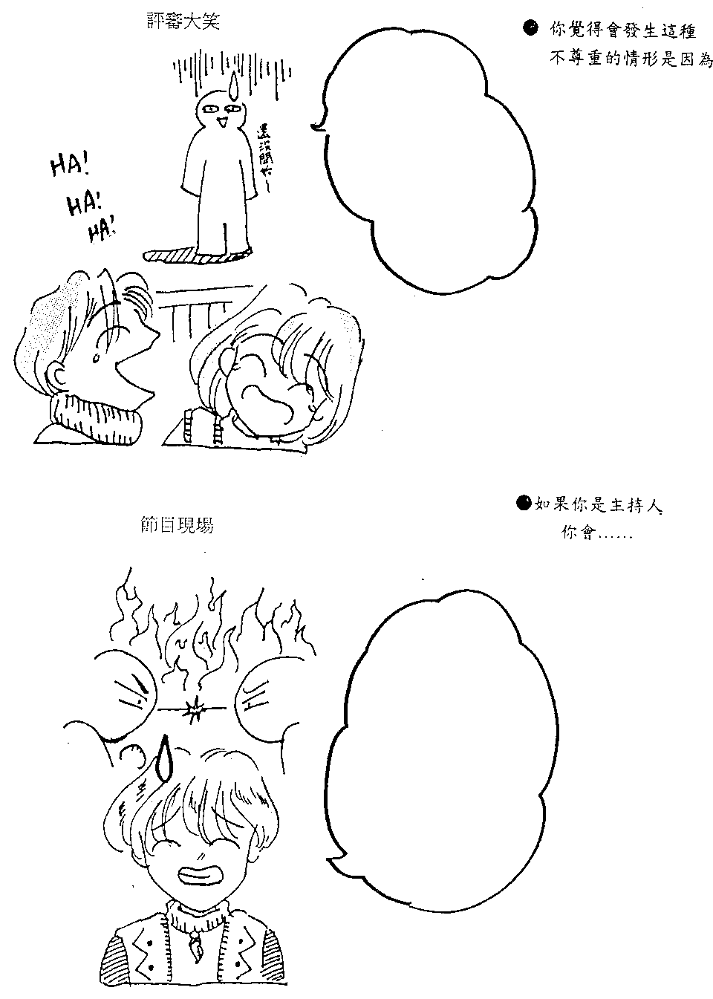 評審大笑
● 你覺得會發生這種
不尊重的情形是因為
還沒開始~
HA!
HA!
HA!
節目現場
●如果你是主持人
你會……